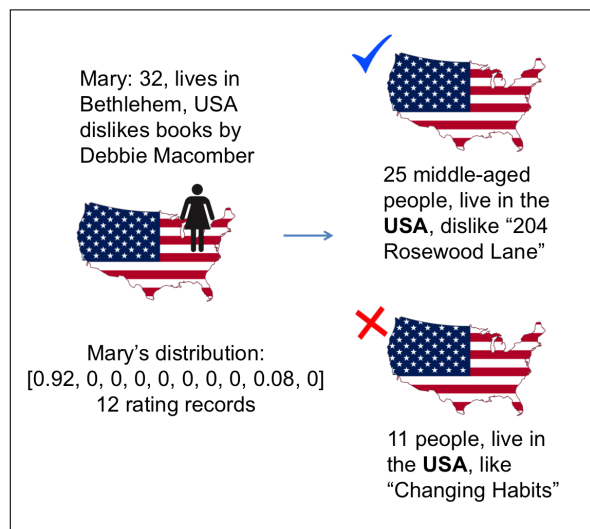 Mary: 32, lives in
Bethlehem, USA
dislikes books by
Debbie Macomber
25 middle-aged
people, live in the
USA, dislike “204
Rosewood Lane”
Mary’s distribution:
[0.92, 0, 0, 0, 0, 0, 0, 0, 0.08, 0]
12 rating records
11 people, live in
the USA, like
“Changing Habits”